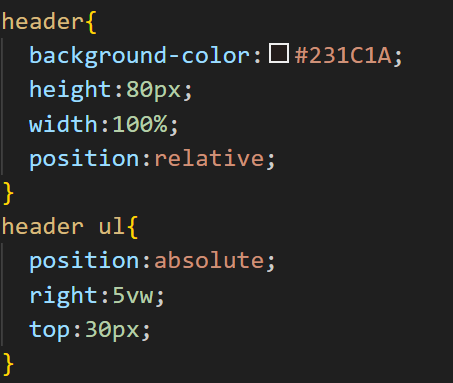 header{
  background-color:#231C1A;
  height:80px;
  width:100%;
  position:relative;
}
header ul{
  position:absolute;
  right:5vw;
  top:30px;
}